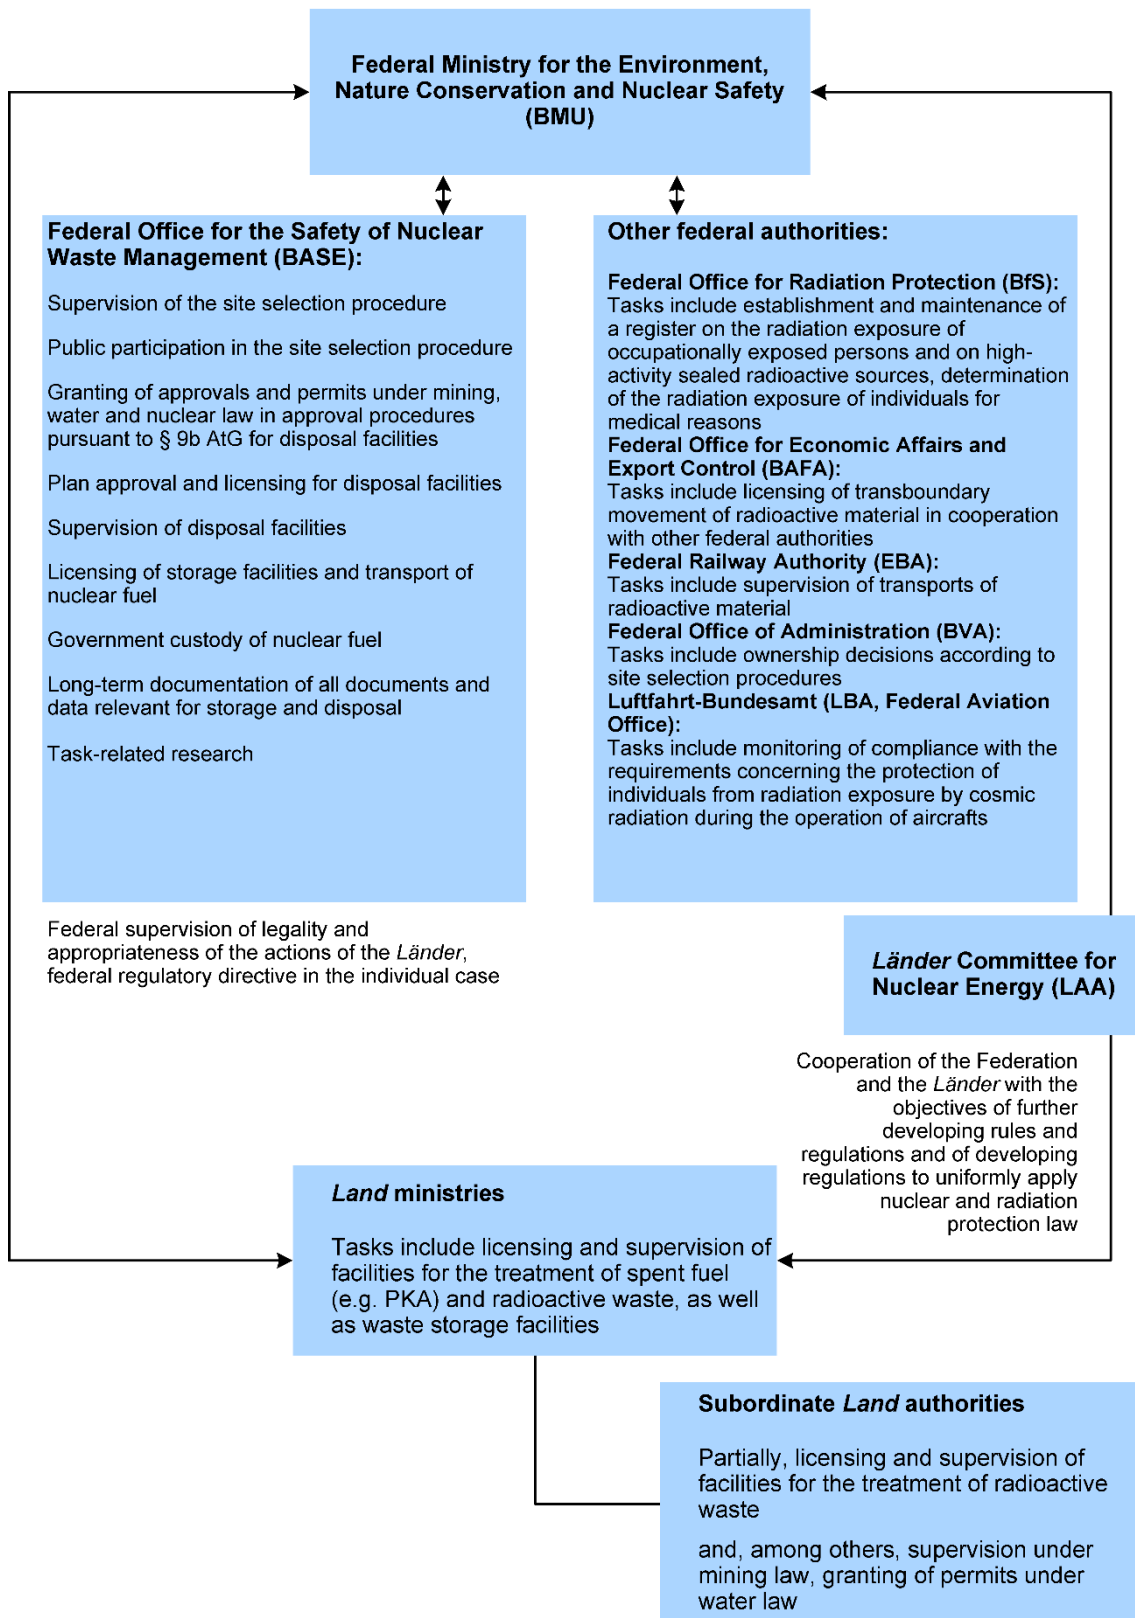 Federal Ministry for the Environment,
Nature Conservation and Nuclear Safety
(BMU)
Federal Office for the Safety of Nuclear
Waste Management (BASE):
Supervision of the site selection procedure
Public participation in the site selection procedure
Granting of approvals and permits under mining,
water and nuclear law in approval procedures
pursuant to § 9b AtG for disposal facilities
Plan approval and licensing for disposal facilities
Supervision of disposal facilities
Licensing of storage facilities and transport of
nuclear fuel
Government custody of nuclear fuel
Long-term documentation of all documents and
data relevant for storage and disposal
Task-related research
Other federal authorities:
Federal Office for Radiation Protection (BfS):
Tasks include establishment and maintenance of
a register on the radiation exposure of
occupationally exposed persons and on high-
activity sealed radioactive sources, determination
of the radiation exposure of individuals for
medical reasons
Federal Office for Economic Affairs and
Export Control (BAFA):
Tasks include licensing of transboundary
movement of radioactive material in cooperation
with other federal authorities
Federal Railway Authority (EBA):
Tasks include supervision of transports of
radioactive material
Federal Office of Administration (BVA):
Tasks include ownership decisions according to
site selection procedures
Luftfahrt-Bundesamt (LBA, Federal Aviation
Office):
Tasks include monitoring of compliance with the
requirements concerning the protection of
individuals from radiation exposure by cosmic
radiation during the operation of aircrafts
Federal supervision of legality and
appropriateness of the actions of the Länder,
federal regulatory directive in the individual case
Länder Committee for
Nuclear Energy (LAA)
Cooperation of the Federation
and the Länder with the
objectives of further
developing rules and
regulations and of developing
regulations to uniformly apply
nuclear and radiation
protection law
Land ministries
Tasks include licensing and supervision of
facilities for the treatment of spent fuel
(e.g. PKA) and radioactive waste, as well
as waste storage facilities
Subordinate Land authorities
Partially, licensing and supervision of
facilities for the treatment of radioactive
waste
and, among others, supervision under
mining law, granting of permits under
water law